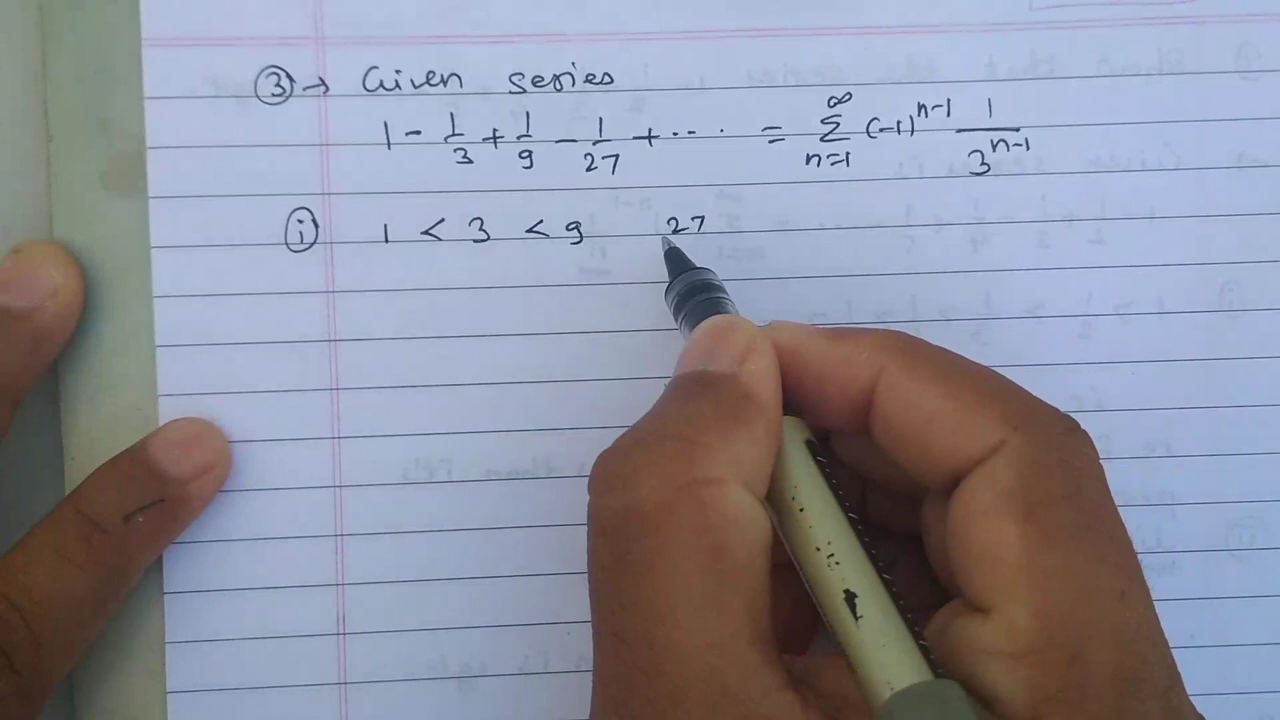 ③→ Given series
1 - 1/3 + 1/9 - 1/27 + ⋯ = ∑_{n=1}^{∞} (-1)^{n-1} 1/3^{n-1}
ⓘ 1 < 3 < 9 27